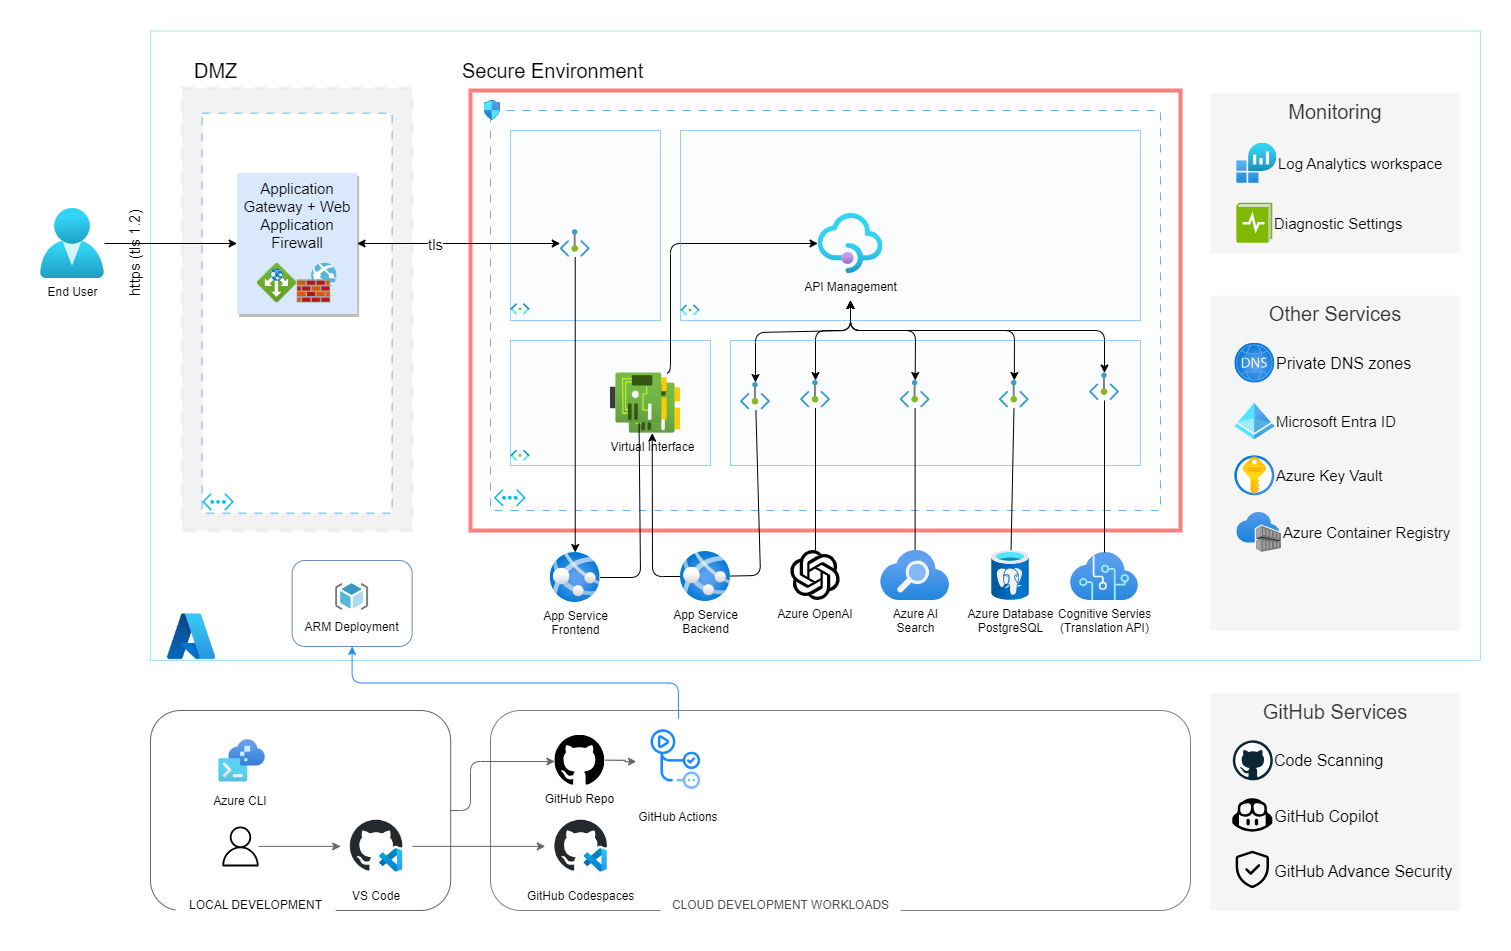 DMZ
Secure Environment
Application
Gateway + Web
Application
Firewall
https (tls 1.2)
End User
tls
API Management
Virtual Interface
App Service
Frontend
App Service
Backend
Azure OpenAI
Azure AI
Search
Azure Database
PostgreSQL
Cognitive Servies
(Translation API)
ARM Deployment
Monitoring
Log Analytics workspace
Diagnostic Settings
Other Services
DNS
Private DNS zones
Microsoft Entra ID
Azure Key Vault
Azure Container Registry
Azure CLI
VS Code
LOCAL DEVELOPMENT
GitHub Repo
GitHub Actions
GitHub Codespaces
CLOUD DEVELOPMENT WORKLOADS
GitHub Services
Code Scanning
GitHub Copilot
GitHub Advance Security